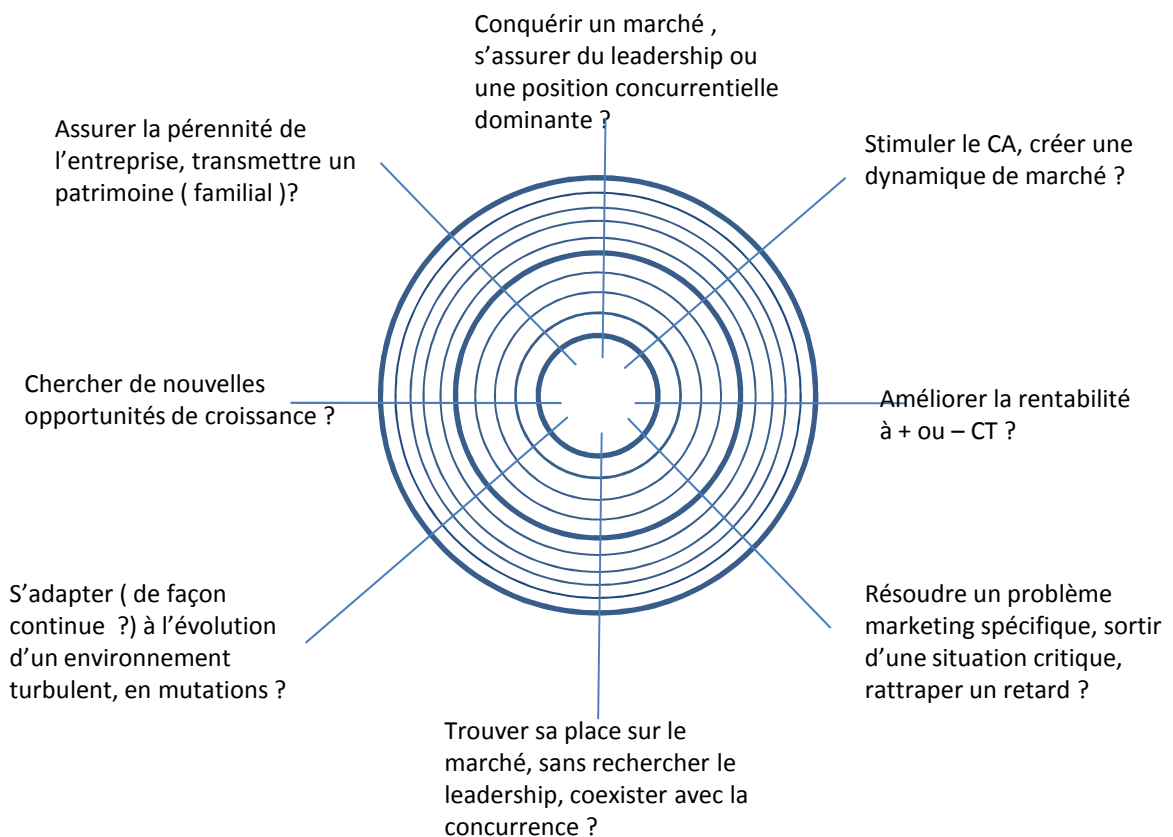 Conquérir un marché ,
s’assurer du leadership ou
une position concurrentielle
dominante ?
Assurer la pérennité de
l’entreprise, transmettre un
patrimoine ( familial )?
Stimuler le CA, créer une
dynamique de marché ?
Chercher de nouvelles
opportunités de croissance ?
Améliorer la rentabilité
à + ou – CT ?
S’adapter ( de façon
continue  ?) à l’évolution
d’un environnement
turbulent, en mutations ?
Résoudre un problème
marketing spécifique, sortir
d’une situation critique,
rattraper un retard ?
Trouver sa place sur le
marché, sans rechercher le
leadership, coexister avec la
concurrence ?